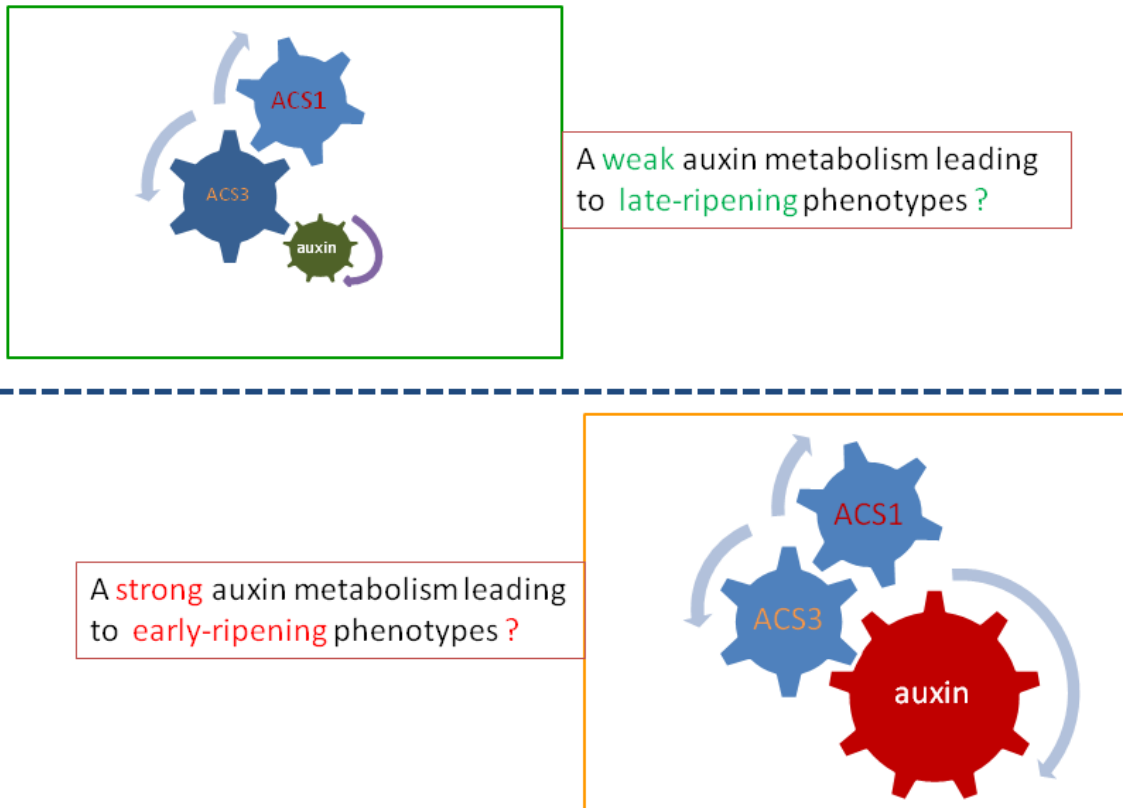 ACS1
ACS3
auxin
A weak auxin metabolism leading
to late-ripening phenotypes ?
A strong auxin metabolism leading
to early-ripening phenotypes ?
ACS1
ACS3
auxin